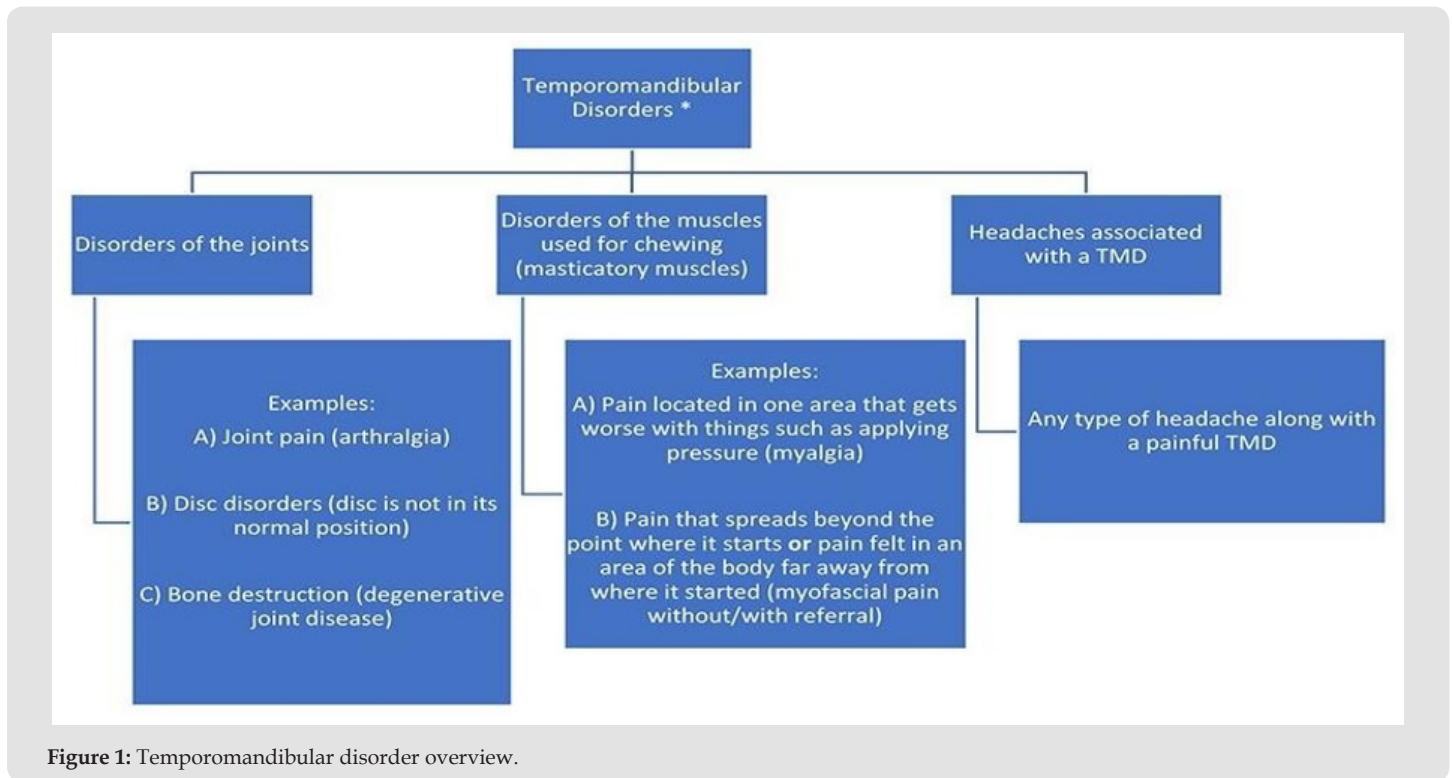 Temporomandibular
Disorders *
Disorders of the joints
Disorders of the muscles
used for chewing
(masticatory muscles)
Headaches associated
with a TMD
Examples:
A) Joint pain (arthralgia)
B) Disc disorders (disc is not in its
normal position)
C) Bone destruction (degenerative
joint disease)
Examples:
A) Pain located in one area that gets
worse with things such as applying
pressure (myalgia)
B) Pain that spreads beyond the
point where it starts or pain felt in an
area of the body far away from
where it started (myofascial pain
without/with referral)
Any type of headache along with
a painful TMD
Figure 1: Temporomandibular disorder overview.